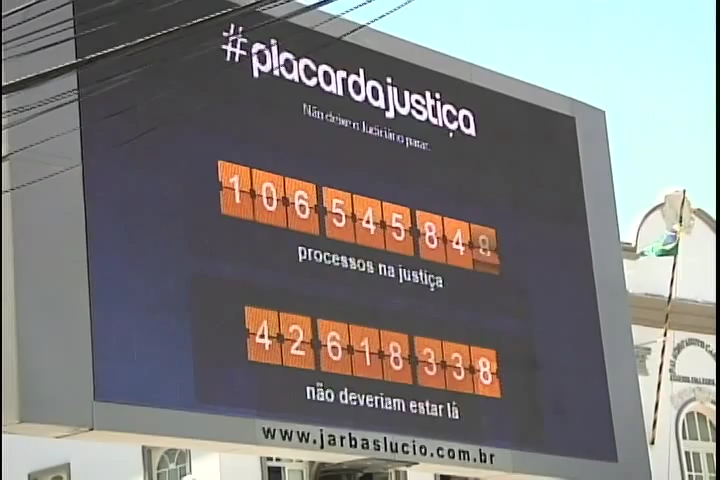 #placardajustiça
Não deixe o Judiciário parar.
106545848
processos na justiça
42618338
não deveriam estar lá
www.jarbaslucio.com.br